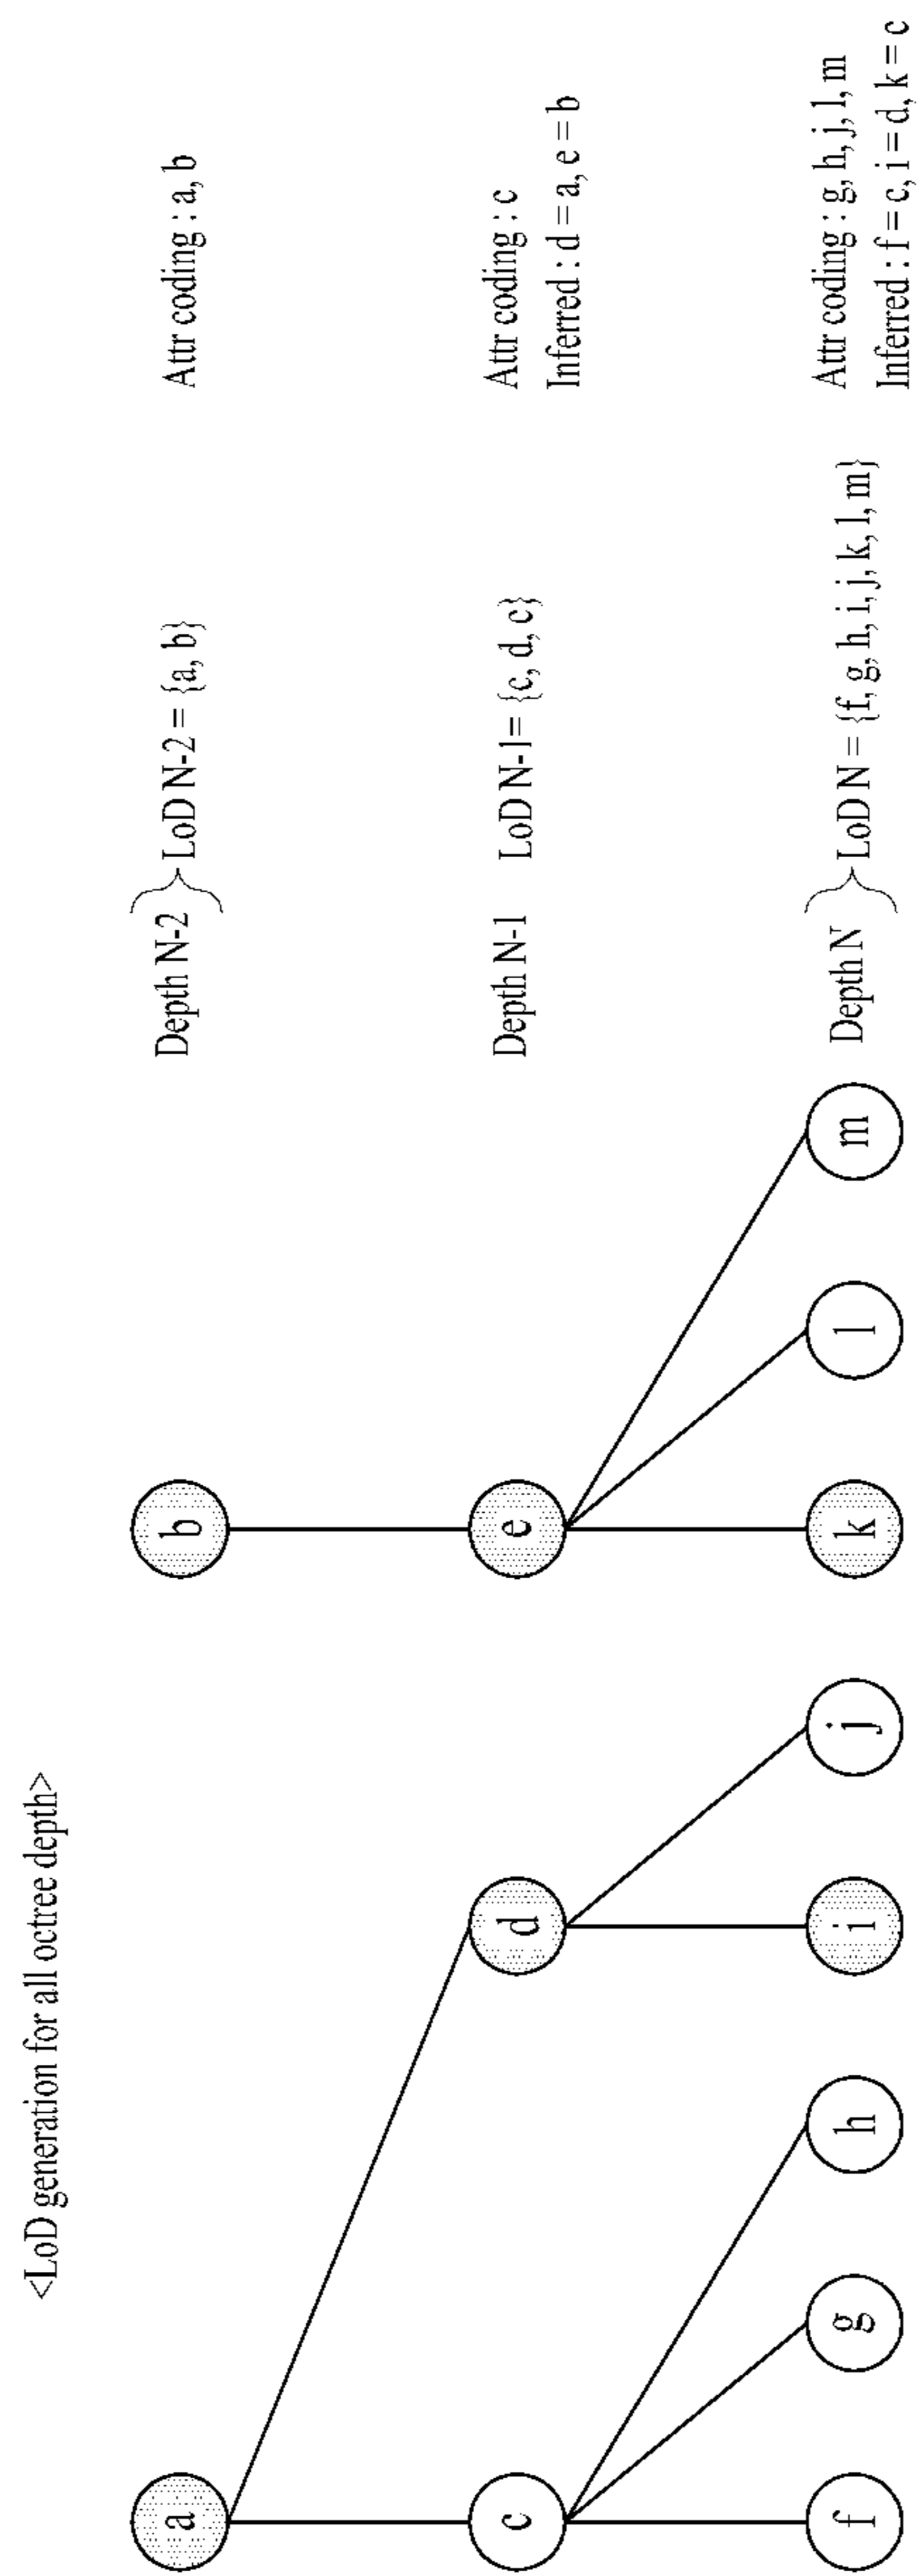 <LoD generation for all octree depth>
a
b
Depth N-2
LoD N-2 = {a, b}
Attr coding : a, b
c
d
e
Depth N-1
LoD N-1= {c, d, c}
Attr coding : c
Inferred : d = a, e = b
f
g
h
i
j
k
l
m
Depth N
LoD N = {f, g, h, i, j, k, l, m}
Attr coding : g, h, j, l, m
Inferred : f = c, i = d, k = c